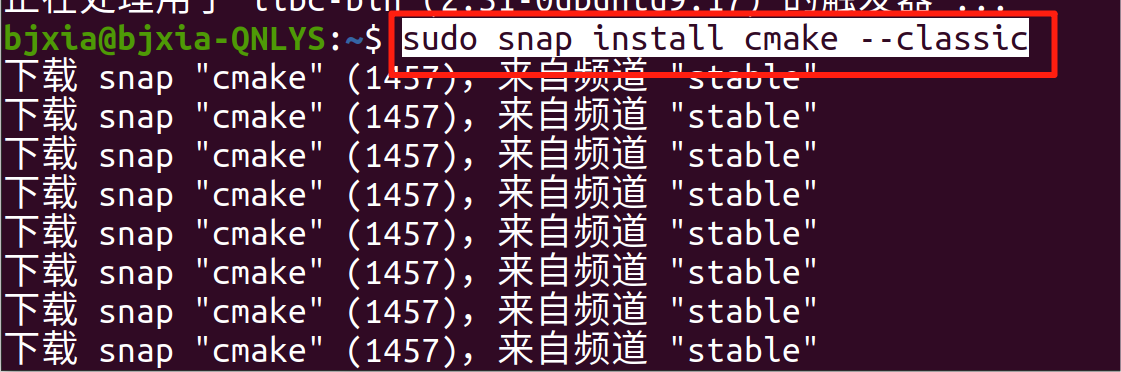 正在处理用于 libc-bin (2.31-0ubuntu9.17) 的触发器 ...
bjxia@bjxia-QNLYS:~$ sudo snap install cmake --classic
下载 snap "cmake" (1457)，来自频道 "stable"
下载 snap "cmake" (1457)，来自频道 "stable"
下载 snap "cmake" (1457)，来自频道 "stable"
下载 snap "cmake" (1457)，来自频道 "stable"
下载 snap "cmake" (1457)，来自频道 "stable"
下载 snap "cmake" (1457)，来自频道 "stable"
下载 snap "cmake" (1457)，来自频道 "stable"
下载 snap "cmake" (1457)，来自频道 "stable"